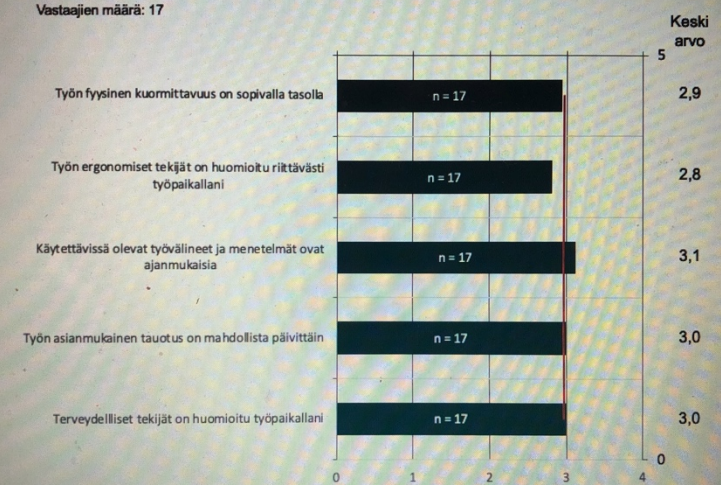 Vastaajien määrä: 17
Keski
arvo
5
Työn fyysinen kuormittavuus on sopivalla tasolla
n = 17
2,9
Työn ergonomiset tekijät on huomioitu riittävästi
työpaikallani
n = 17
2,8
Käytettävissä olevat työvälineet ja menetelmät ovat
ajanmukaisia
n = 17
3,1
Työn asianmukainen tauotus on mahdollista päivittäin
n = 17
3,0
Terveydellliset tekijät on huomioitu työpaikallani
n = 17
3,0
0
0 1 2 3 4